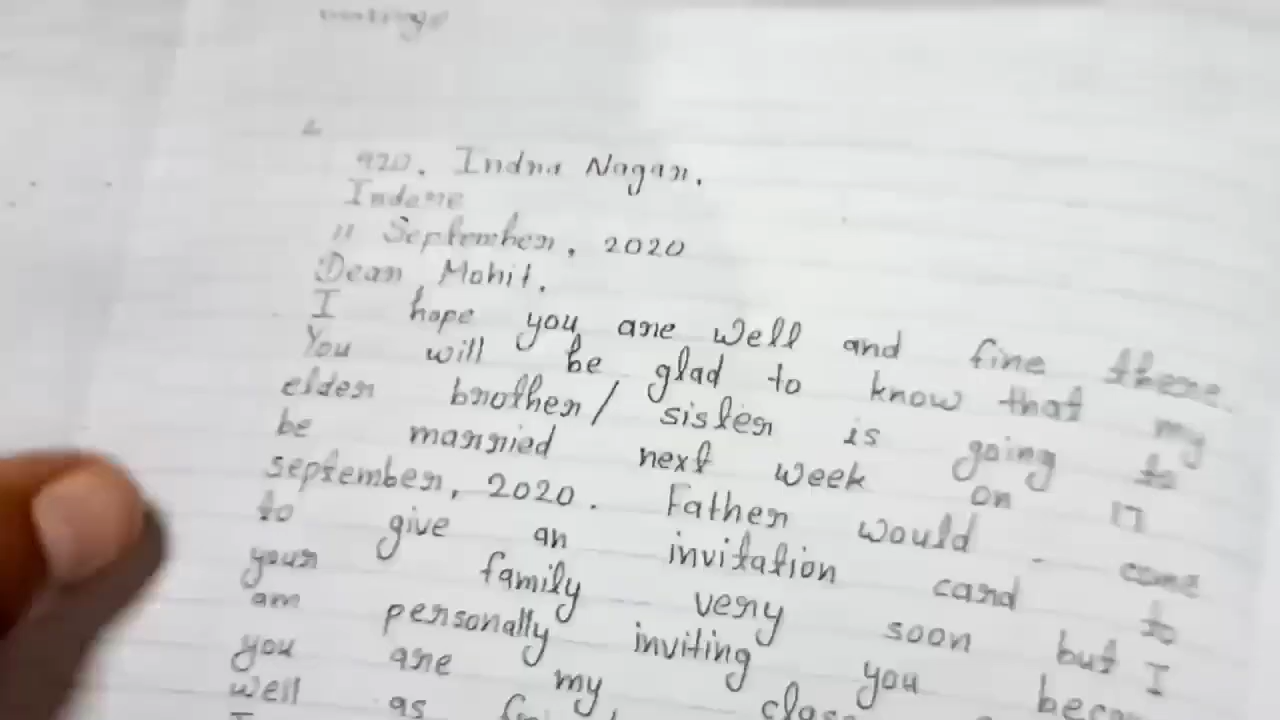 920. Indra Nagar.
Indore
11 September, 2020
Dear Mohit.
I hope you are well and fine there.
You will be glad to know that my
elder brother/ sister is going to
be married next week on 17
september, 2020. Father would come
to give an invitation card to
your family very soon but I
am personally inviting you
you are my
well as